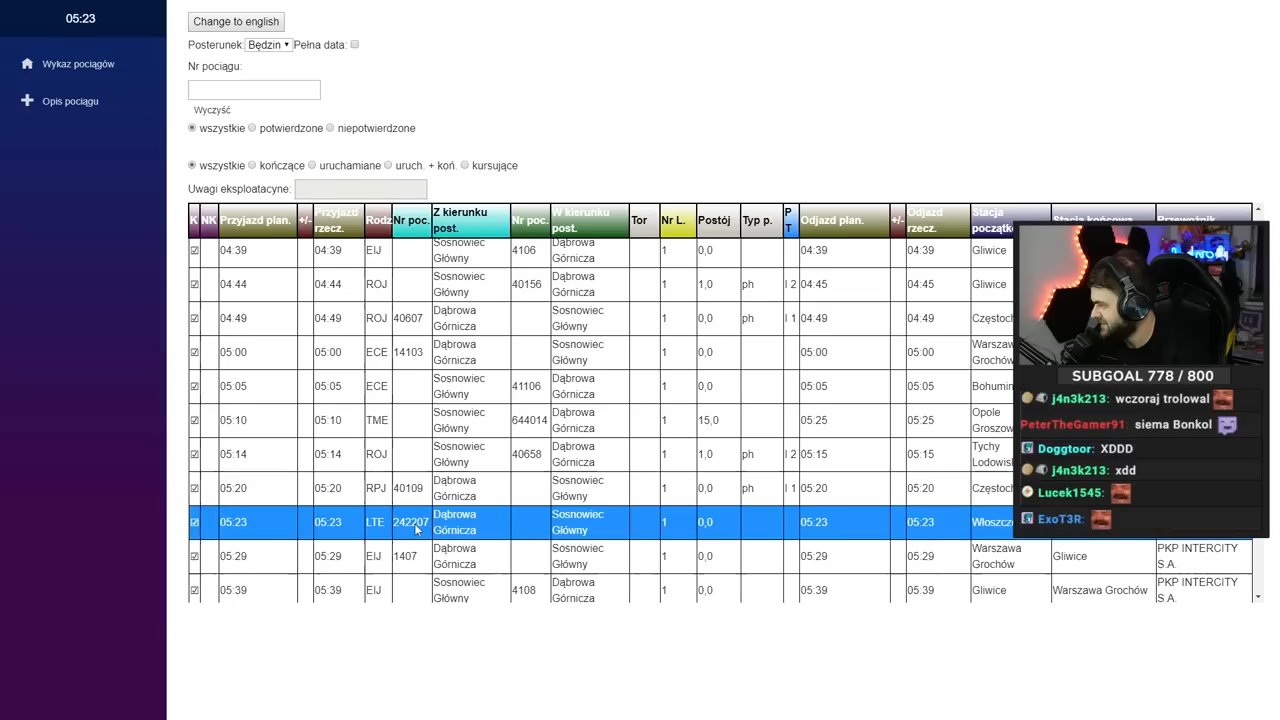 05:23
Wykaz pociągów
Opis pociągu
Change to english
Posterunek: Będzin Pełna data:
Nr pociągu:
Wyczyść
wszystkie potwierdzone niepotwierdzone
wszystkie kończące uruchamiane uruch. + koń. kursujące
Uwagi eksploatacyjne:
K NK Przyjazd plan. +/- Przyjazd rzecz. Rodz Nr poc. Z kierunku post. Nr poc. W kierunku post. Tor Nr L. Postój Typ p. P T Odjazd plan. +/- Odjazd rzecz. Stacja początk Stacja końcowa Przewoźnik
04:39 04:39 EIJ Sosnowiec Główny 4106 Dąbrowa Górnicza 1 0,0 04:39 04:39 Gliwice
04:44 04:44 ROJ Sosnowiec Główny 40156 Dąbrowa Górnicza 1 1,0 ph I 2 04:45 04:45 Gliwice
04:49 04:49 ROJ 40607 Dąbrowa Górnicza Sosnowiec Główny 1 0,0 ph I 1 04:49 04:49 Częstoch
05:00 05:00 ECE 14103 Dąbrowa Górnicza Sosnowiec Główny 1 0,0 05:00 05:00 Warszawa Grochów
05:05 05:05 ECE Sosnowiec Główny 41106 Dąbrowa Górnicza 1 0,0 05:05 05:05 Bohumin
05:10 05:10 TME Sosnowiec Główny 644014 Dąbrowa Górnicza 1 15,0 05:25 05:25 Opole Groszow
05:14 05:14 ROJ Sosnowiec Główny 40658 Dąbrowa Górnicza 1 1,0 ph I 2 05:15 05:15 Tychy Lodowisk
05:20 05:20 RPJ 40109 Dąbrowa Górnicza Sosnowiec Główny 1 0,0 ph I 1 05:20 05:20 Częstoch
05:23 05:23 LTE 242207 Dąbrowa Górnicza Sosnowiec Główny 1 0,0 05:23 05:23 Włoszcz
05:29 05:29 EIJ 1407 Dąbrowa Górnicza Sosnowiec Główny 1 0,0 05:29 05:29 Warszawa Grochów Gliwice PKP INTERCITY S.A.
05:39 05:39 EIJ Sosnowiec Główny 4108 Dąbrowa Górnicza 1 0,0 05:39 05:39 Gliwice Warszawa Grochów PKP INTERCITY S.A.
SUBGOAL 778 / 800
j4n3k213: wczoraj trolowal
PeterTheGamer91: siema Bonkol
Doggtoor: XDDD
j4n3k213: xdd
Lucek1545:
ExoT3R: